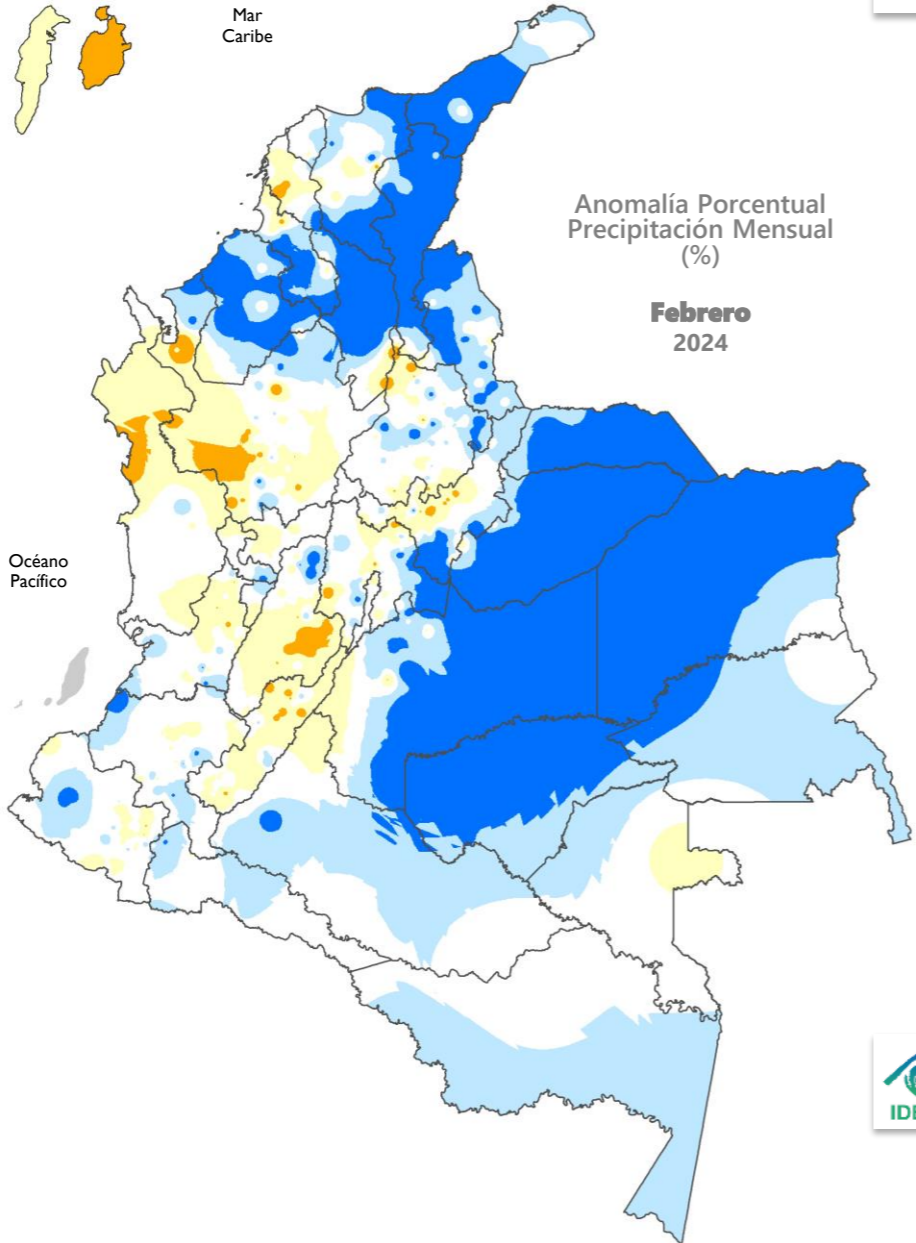 Mar
Caribe
Anomalía Porcentual
Precipitación Mensual
(%)
Febrero
2024
Océano
Pacífico